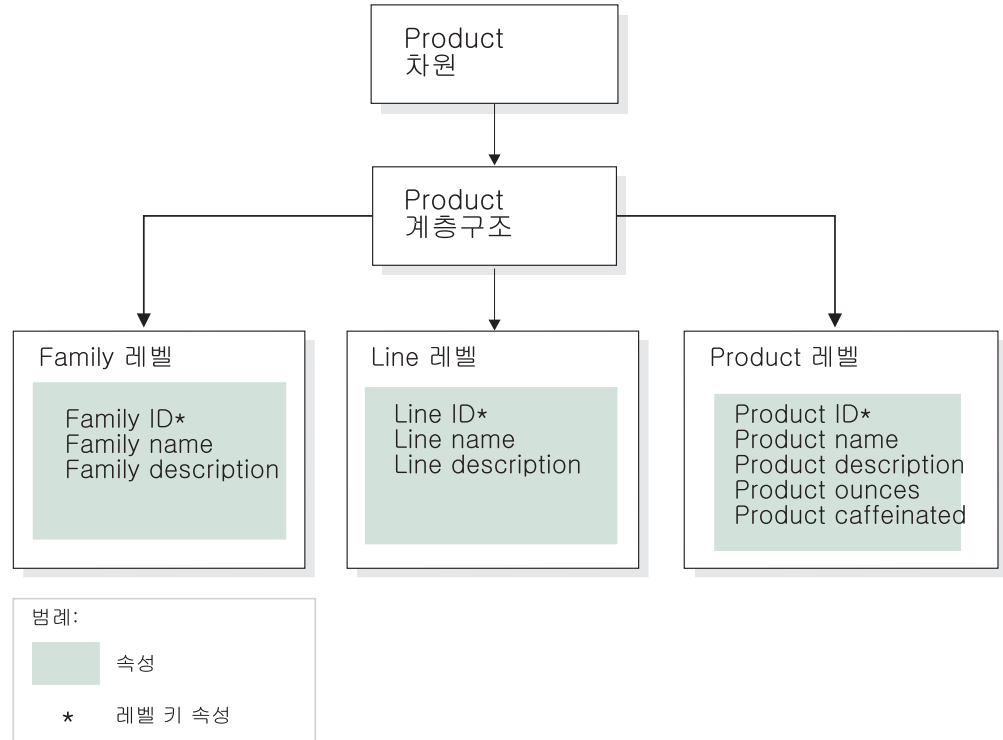 Product
차원
Product
계층구조
Family 레벨
Family ID*
Family name
Family description
Line 레벨
Line ID*
Line name
Line description
Product 레벨
Product ID*
Product name
Product description
Product ounces
Product caffeinated
범례:
속성
* 레벨 키 속성